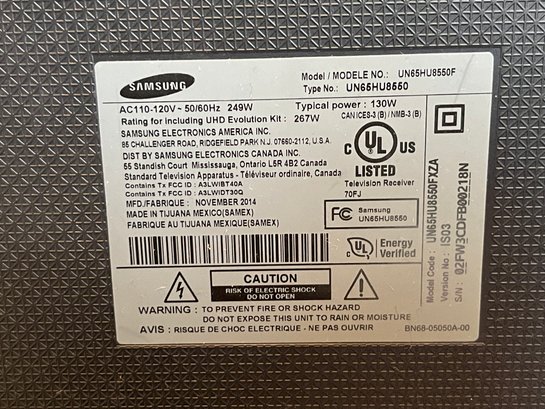 SAMSUNG
Model / MODELE NO.: UN65HU8550F
Type No.: UN65HU8550
AC110-120V ~ 50/60Hz 249W Typical power : 130W
Rating for including UHD Evolution Kit : 267W
CAN ICES-3 (B) / NMB-3 (B)
SAMSUNG ELECTRONICS AMERICA INC.
85 CHALLENGER ROAD, RIDGEFIELD PARK N.J. 07660-2112, U.S.A.
DIST BY SAMSUNG ELECTRONICS CANADA INC.
55 Standish Court Mississauga, Ontario L5R 4B2 Canada
Standard Television Apparatus - Ontario
Contains Tx FCC ID : A3LWIBT40A
Contains Tx FCC ID : A3LWIDT30Q
MFD./FABRIQUE : NOVEMBER 2014
MADE IN TIJUANA MEXICO(SAMEX)
FABRIQUE AU TIJUANA MEXIQUE(SAMEX)
c UL us
®
LISTED
Television Receiver
70FJ
FC Samsung
UN65HU8550
UL Energy
Verified
CAUTION
RISK OF ELECTRIC SHOCK
DO NOT OPEN
WARNING : TO PREVENT FIRE OR SHOCK HAZARD
DO NOT EXPOSE TO RAIN OR MOISTURE
AVIS : RISQUE DE CHOC ELECTRIQUE - NE PAS OUVRIR
BN68-05050A-00
Model Code : UN65HU8550FXZA
Version No : IS03
S/N : 02FW3CDFB00218N